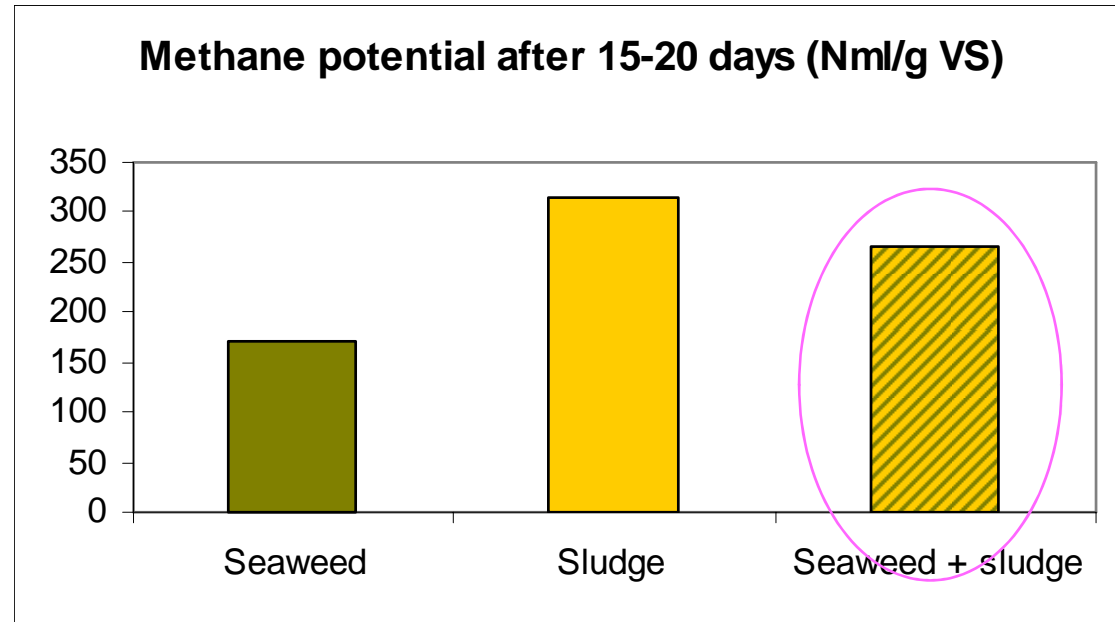 Methane potential after 15-20 days (Nml/g VS)
350
300
250
200
150
100
50
0
Seaweed
Sludge
Seaweed + sludge